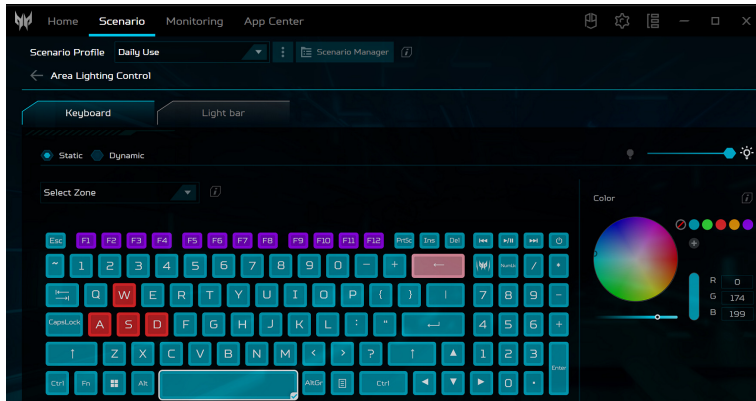 Home Scenario Monitoring App Center
Scenario Profile Daily Use Scenario Manager
Area Lighting Control
Keyboard Light bar
Static Dynamic
Select Zone
Color
Esc F1 F2 F3 F4 F5 F6 F7 F8 F9 F10 F11 F12 PrtSc Ins Del
~ 1 2 3 4 5 6 7 8 9 0 - + ← NumLk / *
Q W E R T Y U I O P { } | 7 8 9 -
CapsLock A S D F G H J K L : " 4 5 6 +
Z X C V B N M < > ? 1 2 3 Enter
Ctrl Fn Alt AltGr Ctrl 0 .
R 0
G 174
B 199